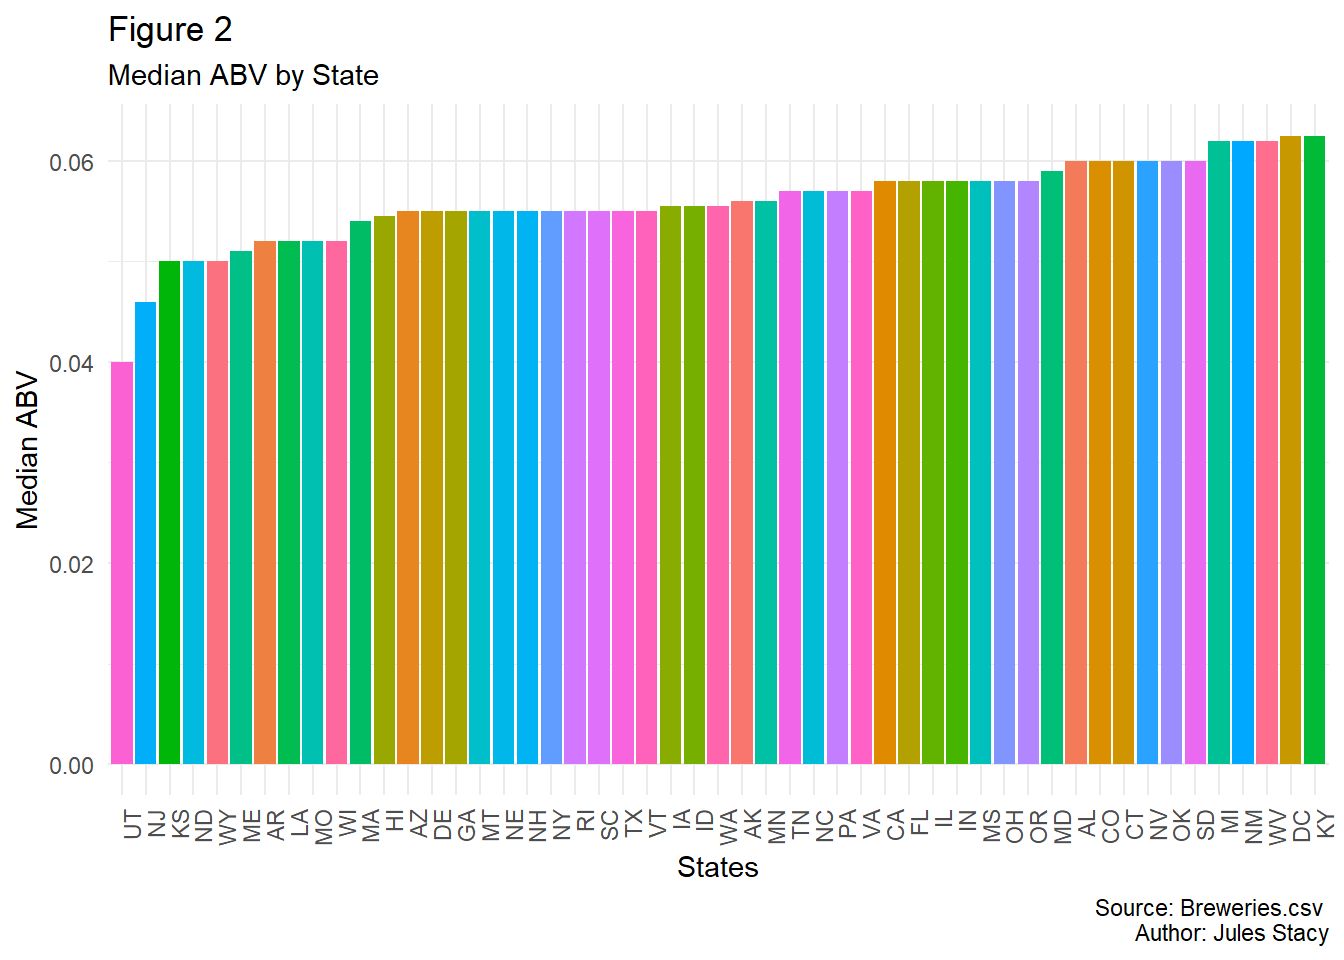 Figure 2
Median ABV by State
Median ABV
0.06
0.04
0.02
0.00
UT NJ KS ND WY ME AR LA MO WI MA HI AZ DE GA MT NE NH NY RI SC TX VT IA ID WA AK MN TN NC PA VA CA FL IL IN MS OH OR MD AL CO CT NV OK SD MI NM WV DC KY
States
Source: Breweries.csv
Author: Jules Stacy